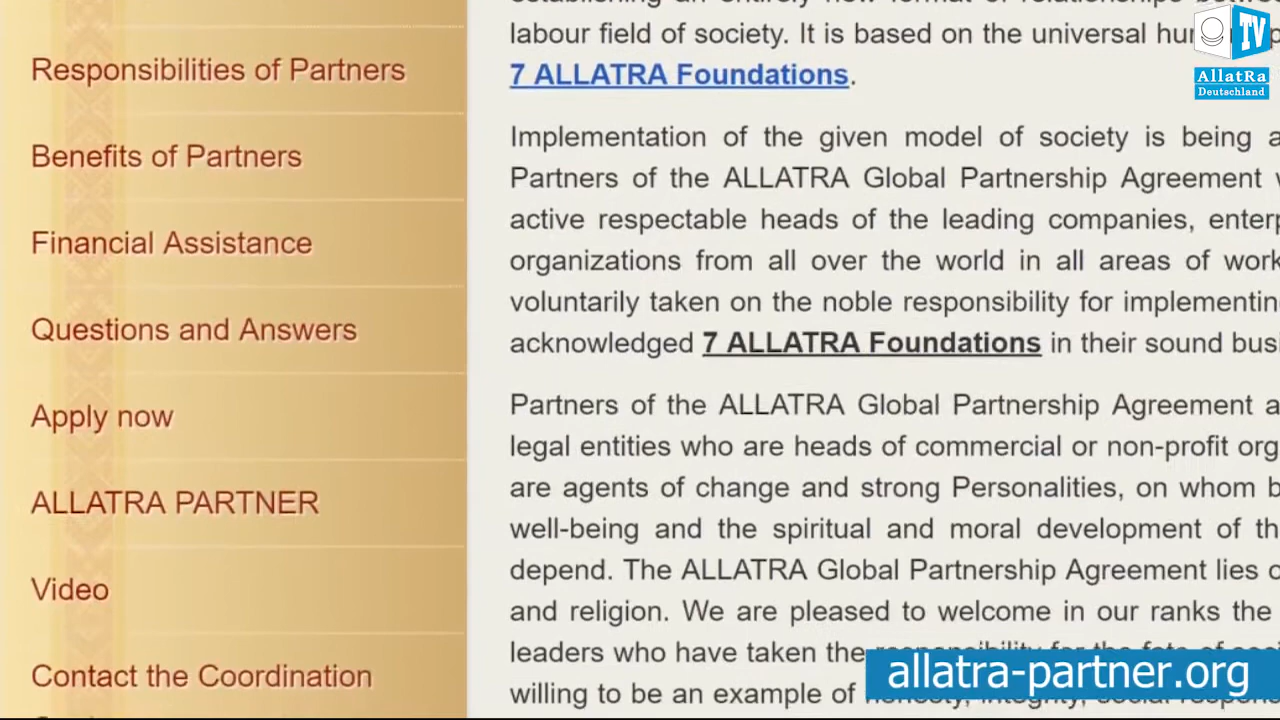 Responsibilities of Partners
Benefits of Partners
Financial Assistance
Questions and Answers
Apply now
ALLATRA PARTNER
Video
Contact the Coordination
labour field of society. It is based on the universal
7 ALLATRA Foundations.
Implementation of the given model of society is being
Partners of the ALLATRA Global Partnership Agreement
active respectable heads of the leading companies,
organizations from all over the world in all areas of
voluntarily taken on the noble responsibility for
acknowledged 7 ALLATRA Foundations in their sound
Partners of the ALLATRA Global Partnership Agreement
legal entities who are heads of commercial or non-profit
are agents of change and strong Personalities, on whom
well-being and the spiritual and moral development of
depend. The ALLATRA Global Partnership Agreement lies
and religion. We are pleased to welcome in our ranks the
leaders who have taken the
willing to be an example of
TV
AllatRa
Deutschland
allatra-partner.org